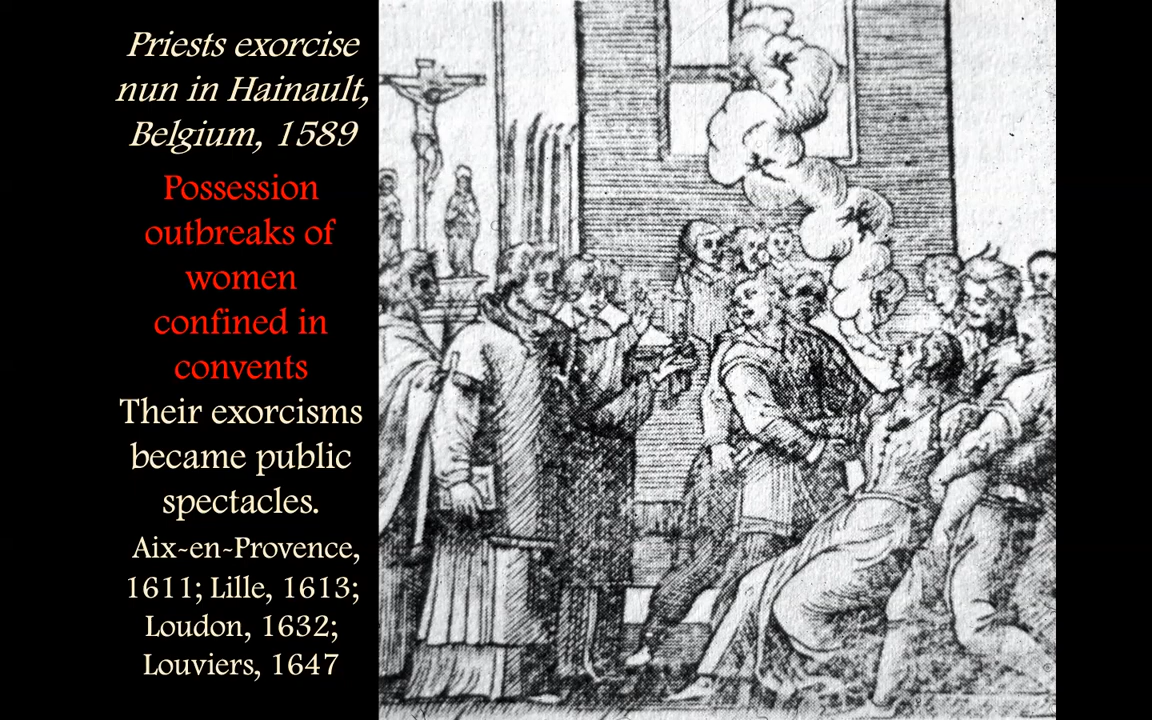 Priests exorcise
nun in Hainault,
Belgium, 1589
Possession
outbreaks of
women
confined in
convents
Their exorcisms
became public
spectacles.
Aix-en-Provence,
1611; Lille, 1613;
Loudon, 1632;
Louviers, 1647